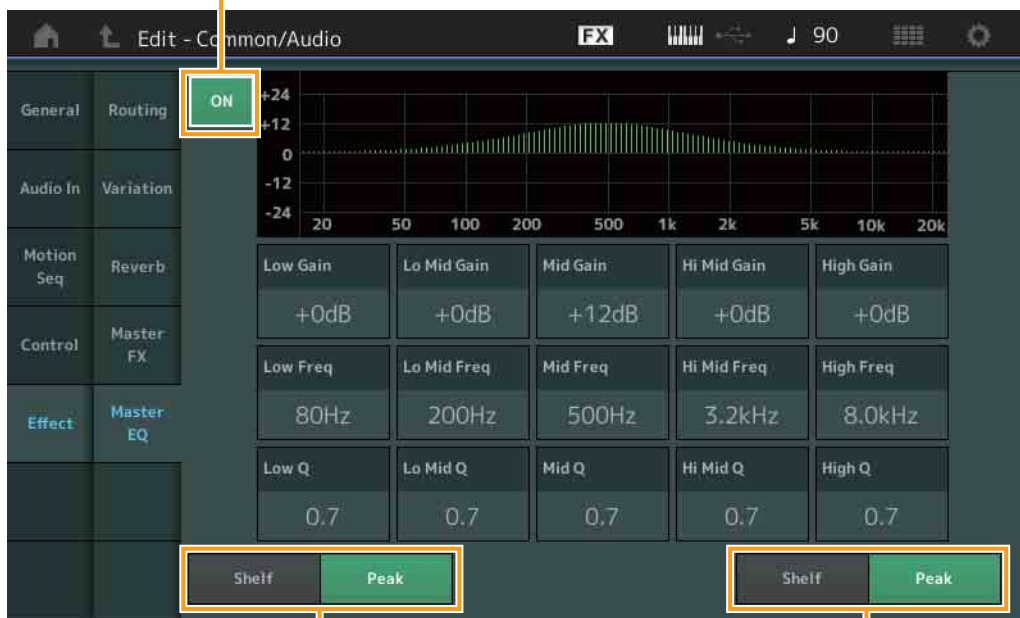 Edit - Common/Audio FX 90
General Routing ON
Audio In Variation
Motion Seq Reverb
Control Master FX
Effect Master EQ
+24
+12
0
-12
-24
20 50 100 200 500 1k 2k 5k 10k 20k
Low Gain Lo Mid Gain Mid Gain Hi Mid Gain High Gain
+0dB +0dB +12dB +0dB +0dB
Low Freq Lo Mid Freq Mid Freq Hi Mid Freq High Freq
80Hz 200Hz 500Hz 3.2kHz 8.0kHz
Low Q Lo Mid Q Mid Q Hi Mid Q High Q
0.7 0.7 0.7 0.7 0.7
Shelf Peak Shelf Peak